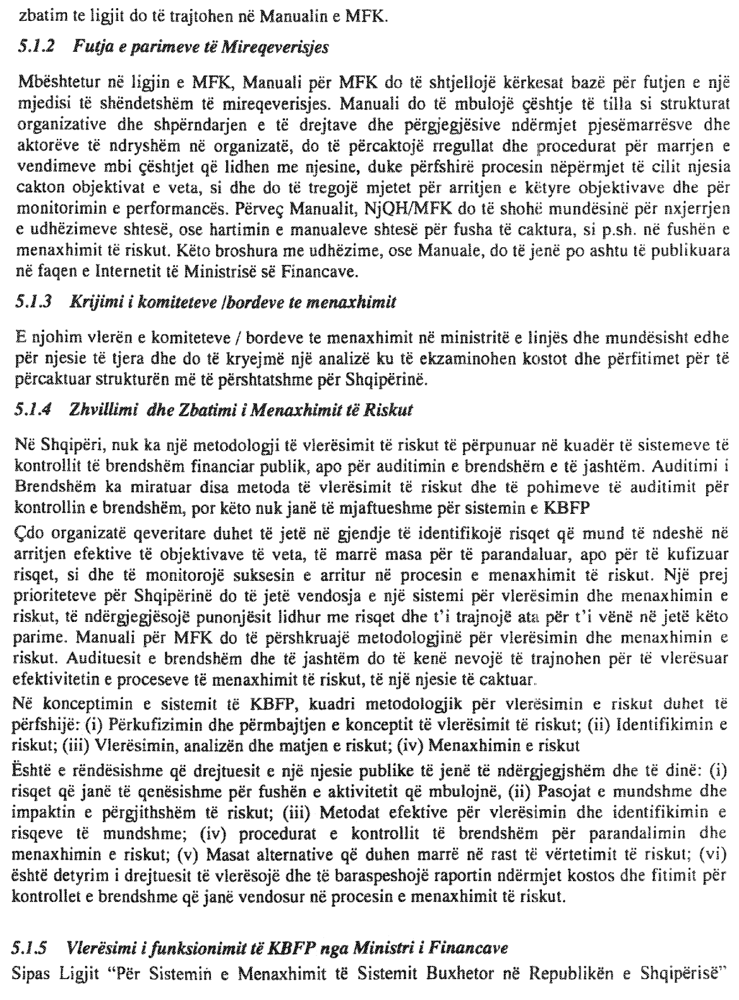 zbatim te ligjit do të trajtohen në Manualin e MFK.
5.1.2 Futja e parimeve të Mireqeverisjes
Mbështetur në ligjin e MFK, Manuali për MFK do të shtjellojë kërkesat bazë për futjen e një
mjedisi të shëndetshëm të mireqeverisjes. Manuali do të mbulojë çështje të tilla si strukturat
organizative dhe shpërndarjen e të drejtave dhe përgjegjësive ndërmjet pjesëmarrësve dhe
aktorëve të ndryshëm në organizatë, do të përcaktojë rregullat dhe procedurat për marrjen e
vendimeve mbi çështjet që lidhen me njesine, duke përfshirë procesin nëpërmjet të cilit njesia
cakton objektivat e veta, si dhe do të tregojë mjetet për arritjen e këtyre objektivave dhe për
monitorimin e performancës. Përveç Manualit, NjQH/MFK do të shohë mundësinë për nxjerrjen
e udhëzimeve shtesë, ose hartimin e manualeve shtesë për fusha të caktura, si p.sh. në fushën e
menaxhimit të riskut. Këto broshura me udhëzime, ose Manuale, do të jenë po ashtu të publikuara
në faqen e Internetit të Ministrisë së Financave.
5.1.3 Krijimi i komiteteve /bordeve te menaxhimit
E njohim vlerën e komiteteve / bordeve te menaxhimit në ministritë e linjës dhe mundësisht edhe
për njesie të tjera dhe do të kryejmë një analizë ku të ekzaminohen kostot dhe përfitimet për të
përcaktuar strukturën më të përshtatshme për Shqipërinë.
5.1.4 Zhvillimi dhe Zbatimi i Menaxhimit të Riskut
Në Shqipëri, nuk ka një metodologji të vlerësimit të riskut të përpunuar në kuadër të sistemeve të
kontrollit të brendshëm financiar publik, apo për auditimin e brendshëm e të jashtëm. Auditimi i
Brendshëm ka miratuar disa metoda të vlerësimit të riskut dhe të pohimeve të auditimit për
kontrollin e brendshëm, por këto nuk janë të mjaftueshme për sistemin e KBFP
Çdo organizatë qeveritare duhet të jetë në gjendje të identifikojë risqet që mund të ndeshë në
arritjen efektive të objektivave të veta, të marrë masa për të parandaluar, apo për të kufizuar
risqet, si dhe të monitorojë suksesin e arritur në procesin e menaxhimit të riskut. Një prej
prioriteteve për Shqipërinë do të jetë vendosja e një sistemi për vlerësimin dhe menaxhimin e
riskut, të ndërgjegjësojë punonjësit lidhur me risqet dhe t'i trajnojë ata për t'i vënë në jetë këto
parime. Manuali për MFK do të përshkruajë metodologjinë për vlerësimin dhe menaxhimin e
riskut. Audituesit e brendshëm dhe të jashtëm do të kenë nevojë të trajnohen për të vlerësuar
efektivitetin e proceseve të menaxhimit të riskut, të një njesie të caktuar.
Në konceptimin e sistemit të KBFP, kuadri metodologjik për vlerësimin e riskut duhet të
përfshijë: (i) Përkufizimin dhe përmbajtjen e konceptit të vlerësimit të riskut; (ii) Identifikimin e
riskut; (iii) Vlerësimin, analizën dhe matjen e riskut; (iv) Menaxhimin e riskut
Është e rëndësishme që drejtuesit e një njesie publike të jenë të ndërgjegjshëm dhe të dinë: (i)
risqet që janë të qenësishme për fushën e aktivitetit që mbulojnë, (ii) Pasojat e mundshme dhe
impaktin e përgjithshëm të riskut; (iii) Metodat efektive për vlerësimin dhe identifikimin e
risqeve të mundshme; (iv) procedurat e kontrollit të brendshëm për parandalimin dhe
menaxhimin e riskut; (v) Masat alternative që duhen marrë në rast të vërtetimit të riskut; (vi)
është detyrim i drejtuesit të vlerësojë dhe të baraspeshojë raportin ndërmjet kostos dhe fitimit për
kontrollet e brendshme që janë vendosur në procesin e menaxhimit të riskut.
5.1.5 Vlerësimi i funksionimit të KBFP nga Ministri i Financave
Sipas Ligjit “Për Sistemin e Menaxhimit të Sistemit Buxhetor në Republikën e Shqipërisë”